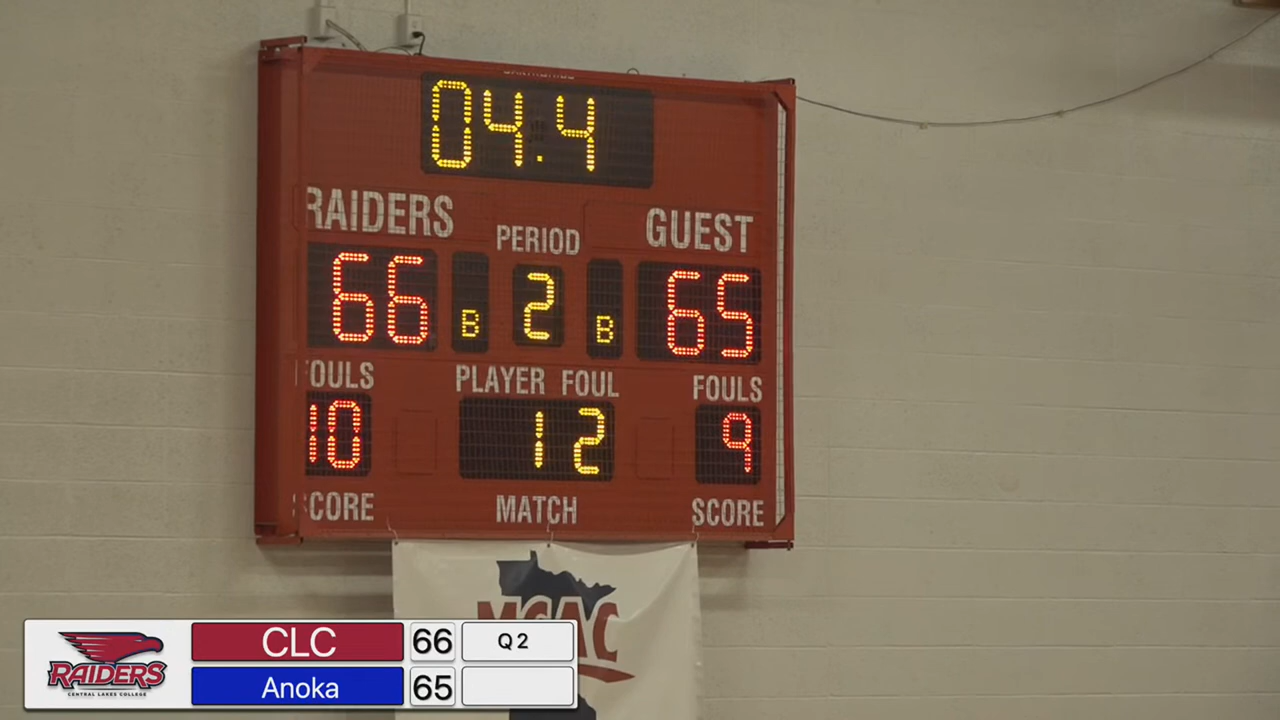 04.4
RAIDERS
PERIOD
GUEST
66 B 2 B 65
FOULS PLAYER FOUL FOULS
10 12 9
SCORE MATCH SCORE
MCAC
RAIDERS
CENTRAL LAKES COLLEGE
CLC 66 Q 2
Anoka 65